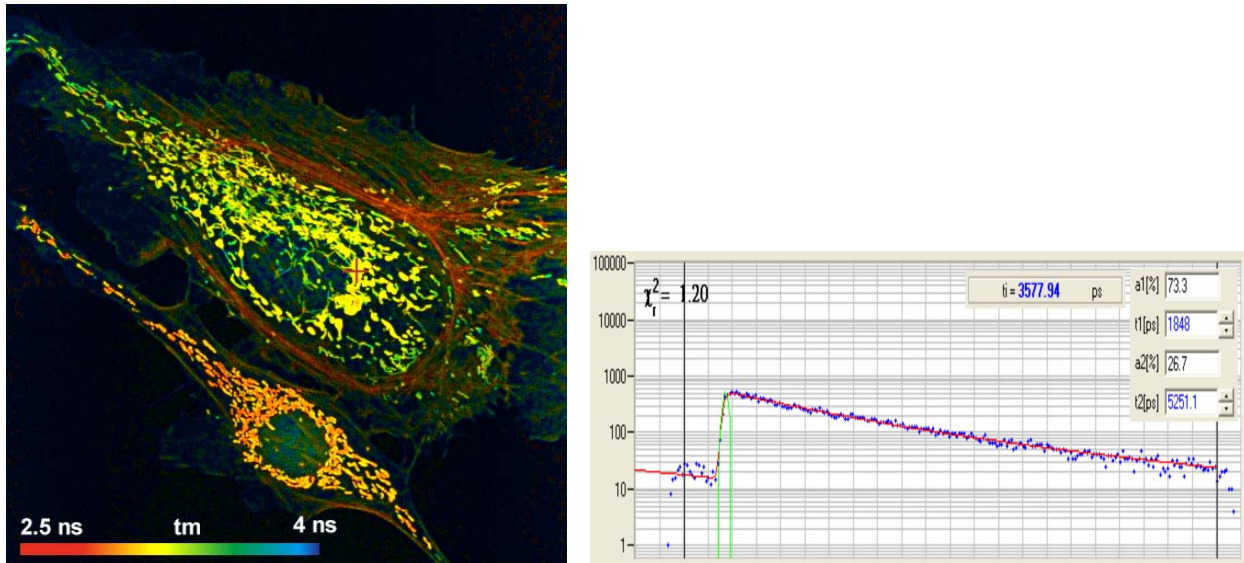 2.5 ns tm 4 ns
100000
10000
1000
100
10
1
χr² = 1.20
ti = 3577.94 ps
a1[%] 73.3
t1[ps] 1848
a2[%] 26.7
t2[ps] 5251.1